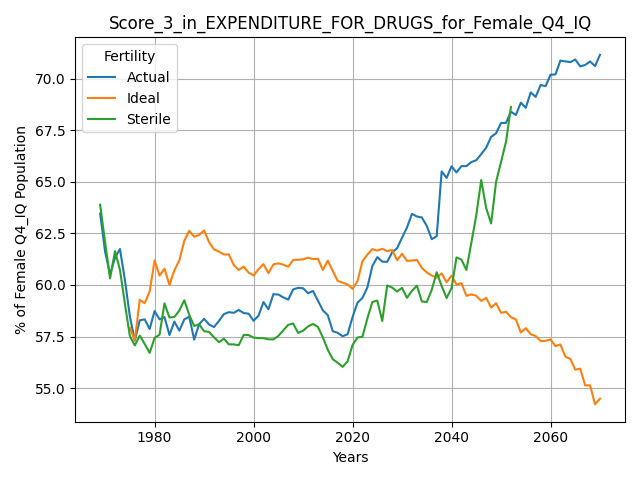 Score_3_in_EXPENDITURE_FOR_DRUGS_for_Female_Q4_IQ
Fertility
Actual
Ideal
Sterile
% of Female Q4_IQ Population
70.0
67.5
65.0
62.5
60.0
57.5
55.0
1980
2000
2020
2040
2060
Years